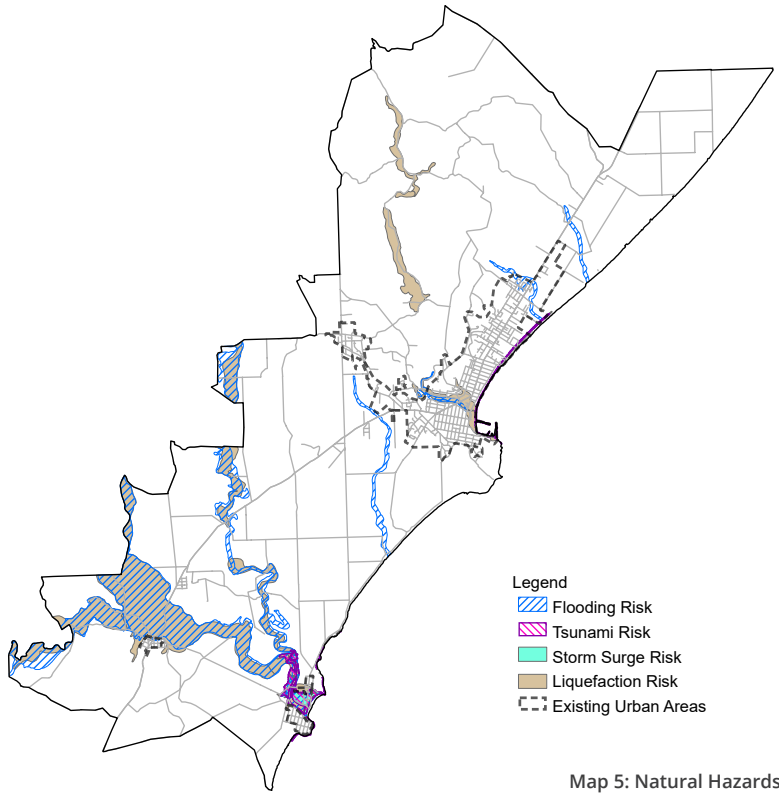 Legend
Flooding Risk
Tsunami Risk
Storm Surge Risk
Liquefaction Risk
Existing Urban Areas
Map 5: Natural Hazards